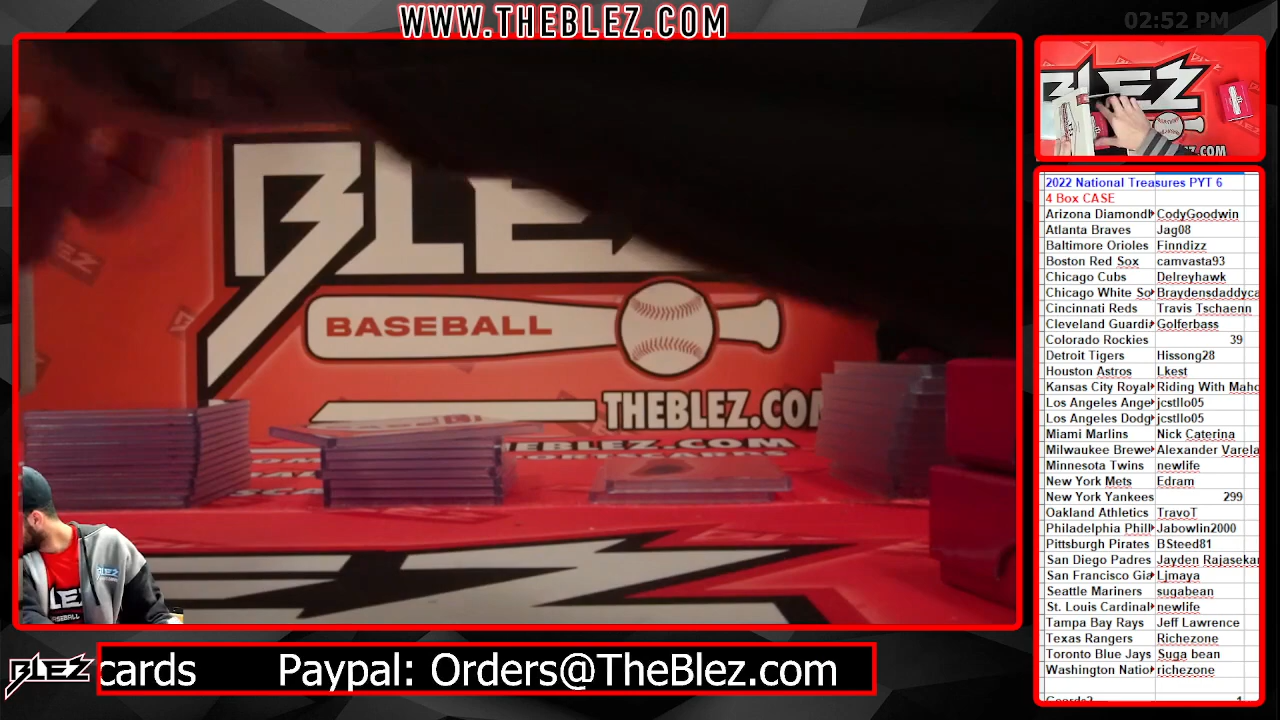 WWW.THEBLEZ.COM
02:52 PM
BLEZ
BASEBALL
THEBLEZ.COM
BLEZ
2022 National Treasures PYT 6
4 Box CASE
Arizona Diamondl CodyGoodwin
Atlanta Braves Jag08
Baltimore Orioles Finndizz
Boston Red Sox camvasta93
Chicago Cubs Delreyhawk
Chicago White So Braydensdaddyca
Cincinnati Reds Travis Tschaenn
Cleveland Guardi Golferbass
Colorado Rockies 39
Detroit Tigers Hissong28
Houston Astros Lkest
Kansas City Royal Riding With Maho
Los Angeles Ange jcstllo05
Los Angeles Dodg jcstllo05
Miami Marlins Nick Caterina
Milwaukee Brewe Alexander Varela
Minnesota Twins newlife
New York Mets Edram
New York Yankees 299
Oakland Athletics TravoT
Philadelphia Phill Jabowlin2000
Pittsburgh Pirates BSteed81
San Diego Padres Jayden Rajasekar
San Francisco Gia Ljmaya
Seattle Mariners sugabean
St. Louis Cardinal newlife
Tampa Bay Rays Jeff Lawrence
Texas Rangers Richezone
Toronto Blue Jays Suga bean
Washington Natio richezone
BLEZ
cards Paypal: Orders@TheBlez.com